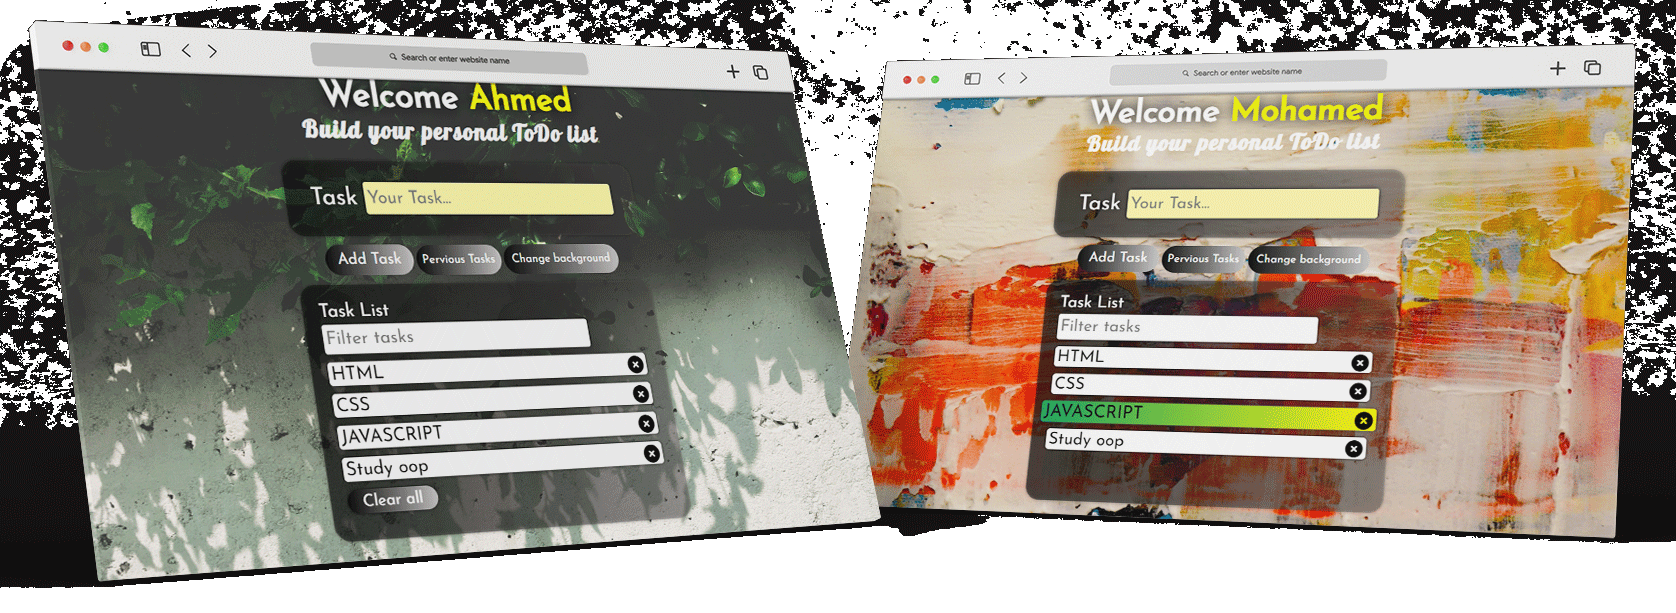 Search or enter website name
Welcome Ahmed
Build your personal ToDo list
Task Your Task...
Add Task Pervious Tasks Change background
Task List
Filter tasks
HTML
CSS
JAVASCRIPT
Study oop
Clear all
Search or enter website name
Welcome Mohamed
Build your personal ToDo list
Task Your Task...
Add Task Pervious Tasks Change background
Task List
Filter tasks
HTML
CSS
JAVASCRIPT
Study oop